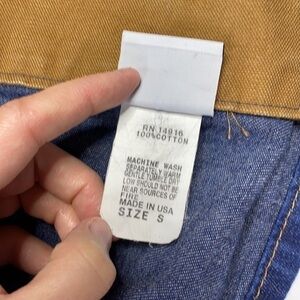 RN 14916
100%COTTON
MACHINE WASH
SEPARATELY WARM
GENTLE TUMBLE DRY
LOW SHOULD NOT BE
NEAR SOURCES OF
FIRE
MADE IN USA
SIZE S